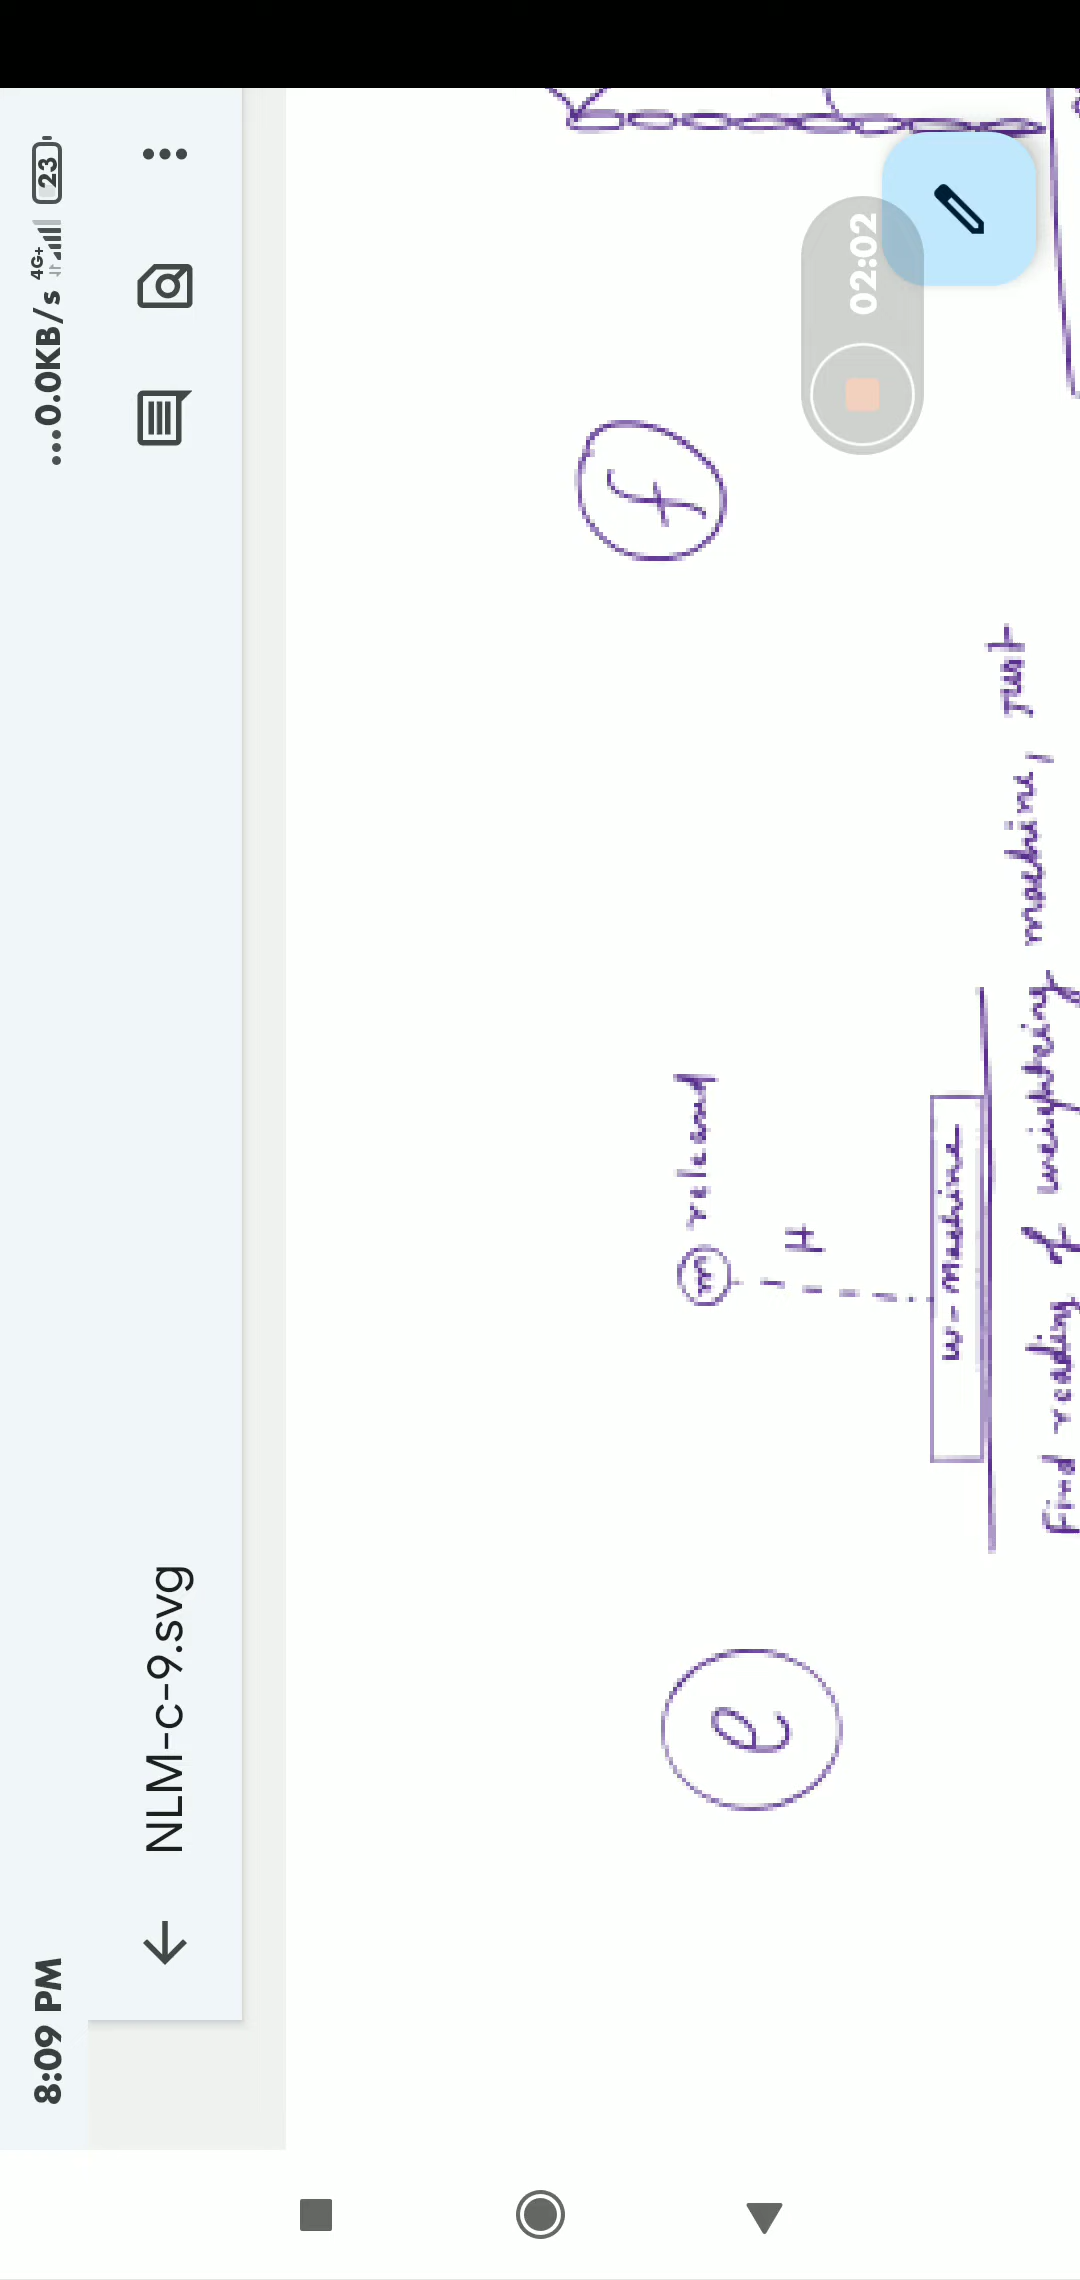 8:09 PM
...0.0KB/s 4G+ 23
NLM-c-9.svg
02:02
e
f
m released
H
W-Machine
Find reading of weighing machine, just